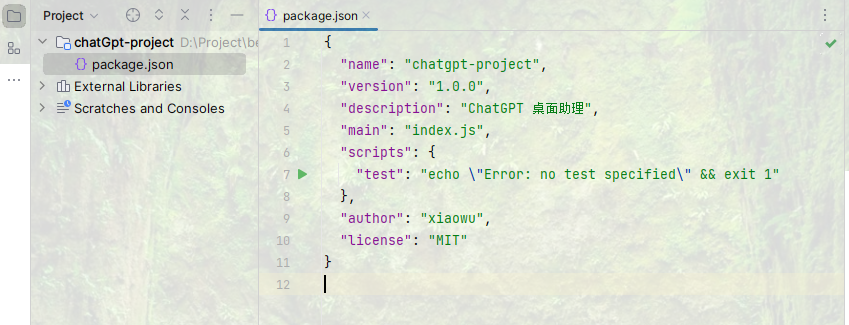 Project
package.json
chatGpt-project D:\Project\be
package.json
External Libraries
Scratches and Consoles
1 {
2 "name": "chatgpt-project",
3 "version": "1.0.0",
4 "description": "ChatGPT 桌面助理",
5 "main": "index.js",
6 "scripts": {
7 "test": "echo \"Error: no test specified\" && exit 1"
8 },
9 "author": "xiaowu",
10 "license": "MIT"
11 }
12